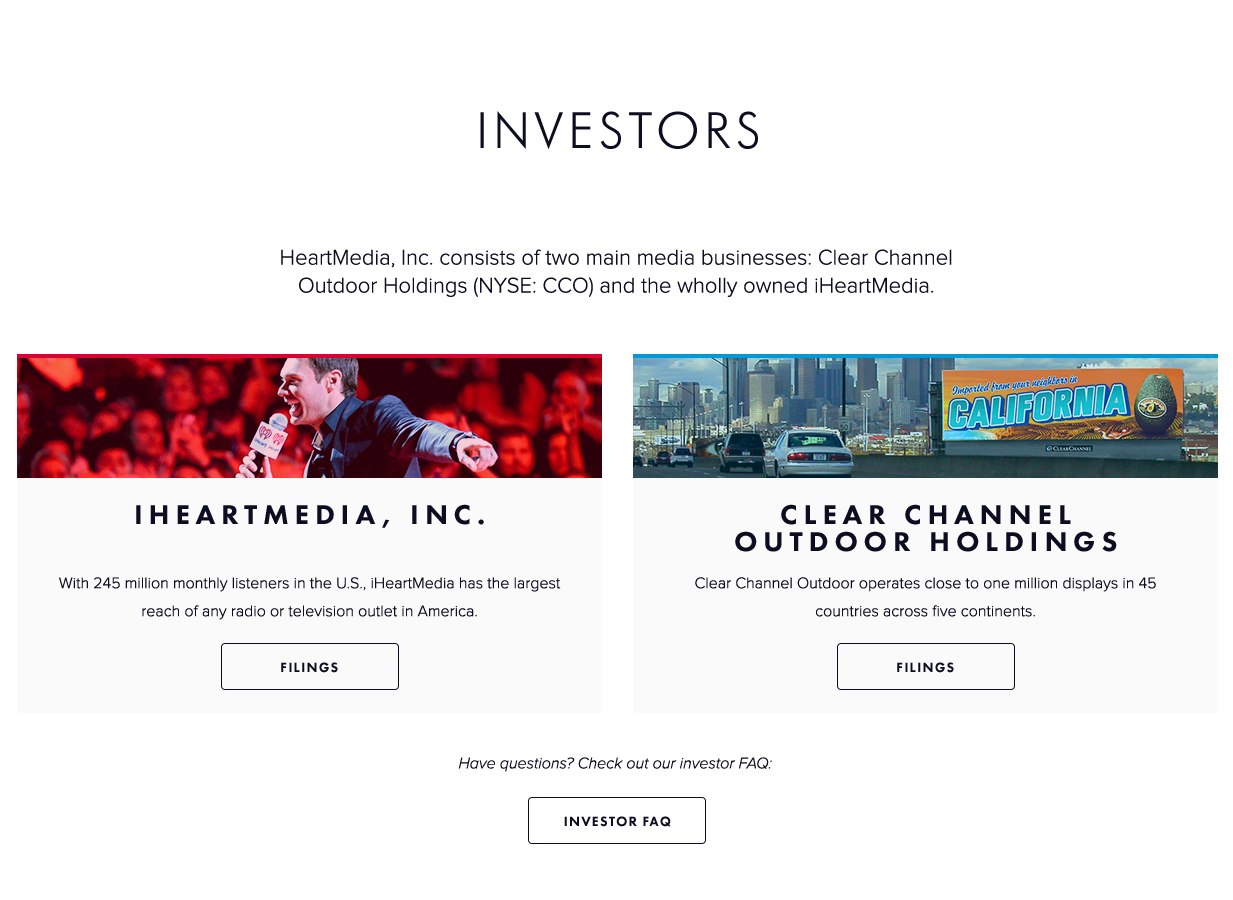 INVESTORS
HeartMedia, Inc. consists of two main media businesses: Clear Channel
Outdoor Holdings (NYSE: CCO) and the wholly owned iHeartMedia.
Imported from your neighbors in
CALIFORNIA
CLEARCHANNEL
IHEARTMEDIA, INC.
With 245 million monthly listeners in the U.S., iHeartMedia has the largest
reach of any radio or television outlet in America.
FILINGS
CLEAR CHANNEL
OUTDOOR HOLDINGS
Clear Channel Outdoor operates close to one million displays in 45
countries across five continents.
FILINGS
Have questions? Check out our investor FAQ:
INVESTOR FAQ